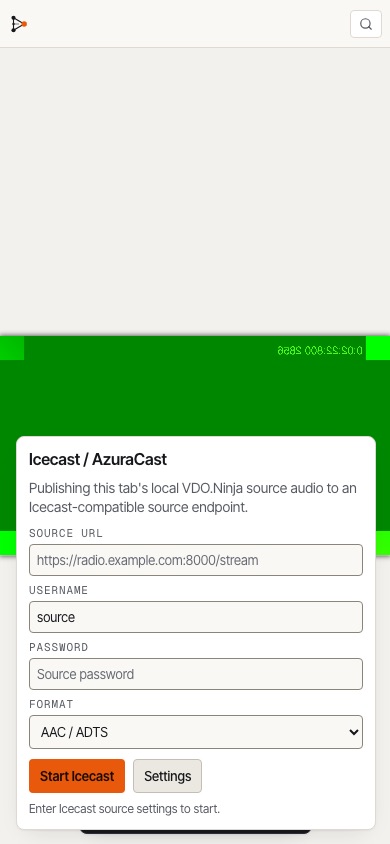 0:02:22:800 2856
Icecast / AzuraCast
Publishing this tab's local VDO.Ninja source audio to an
Icecast-compatible source endpoint.
SOURCE URL
https://radio.example.com:8000/stream
USERNAME
source
PASSWORD
Source password
FORMAT
AAC / ADTS
Start Icecast
Settings
Enter Icecast source settings to start.